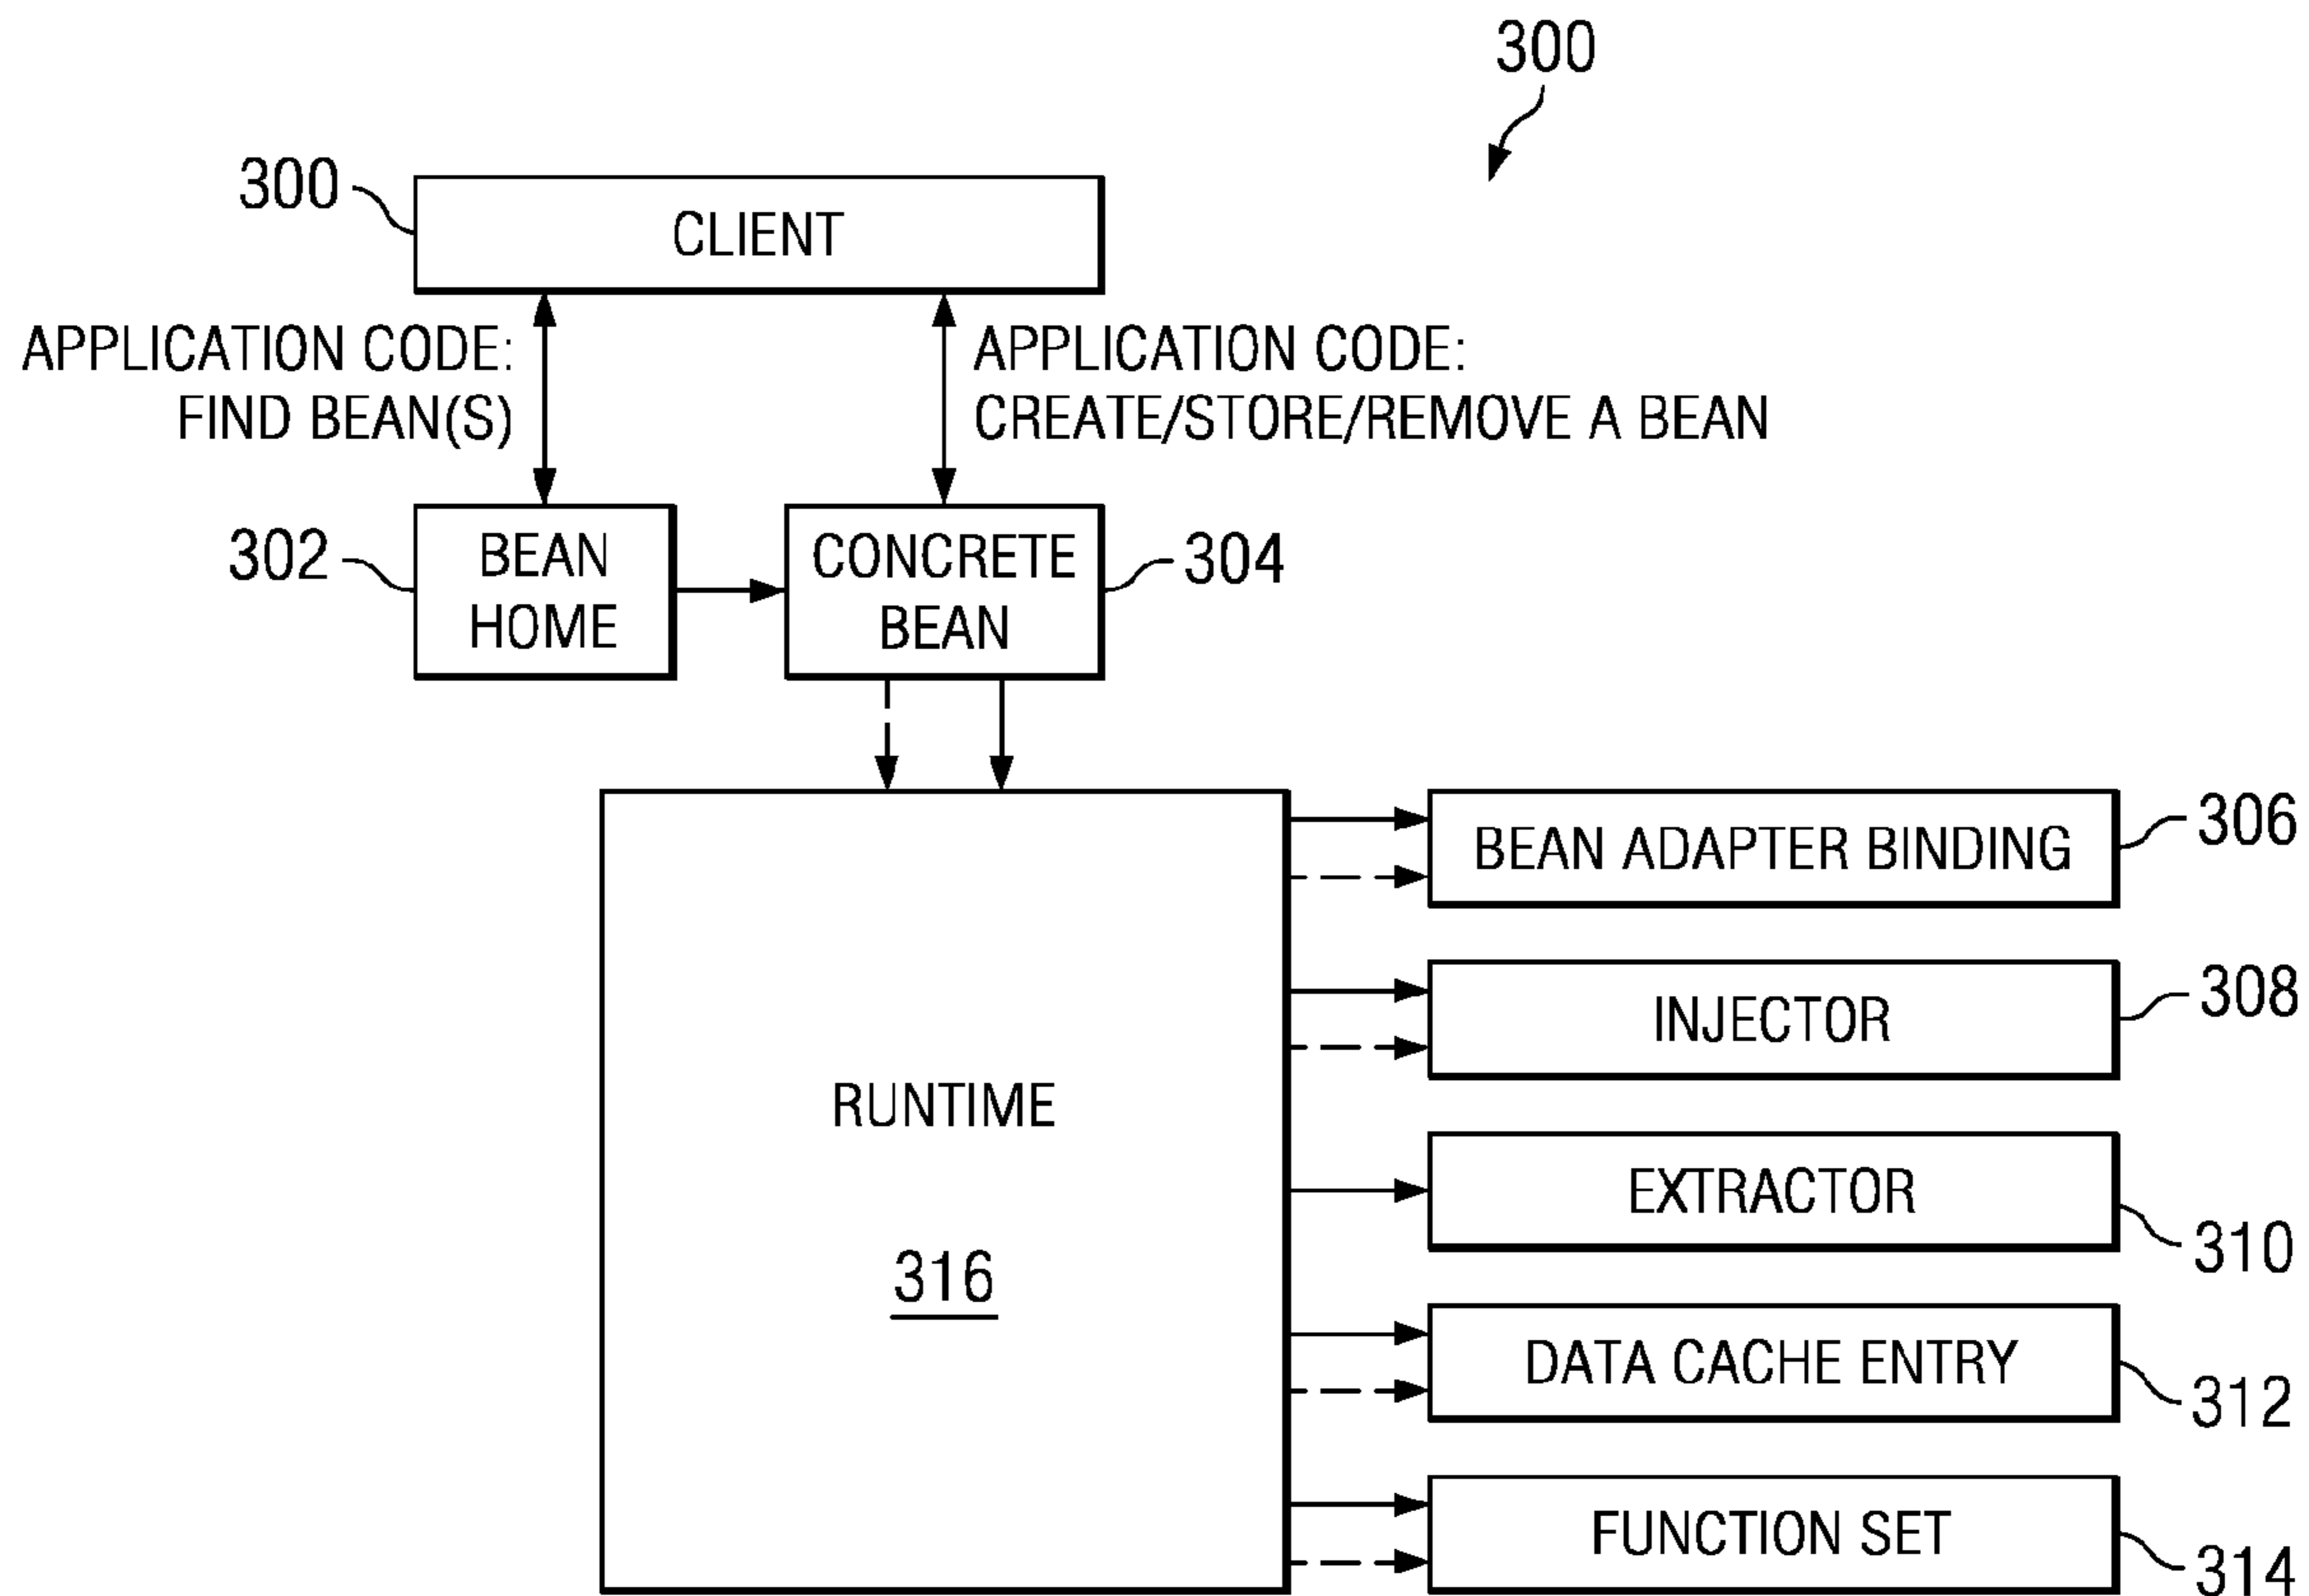 300
300
CLIENT
APPLICATION CODE:
FIND BEAN(S)
APPLICATION CODE:
CREATE/STORE/REMOVE A BEAN
302
BEAN
HOME
CONCRETE
BEAN
304
BEAN ADAPTER BINDING
306
INJECTOR
308
RUNTIME
316
EXTRACTOR
310
DATA CACHE ENTRY
312
FUNCTION SET
314